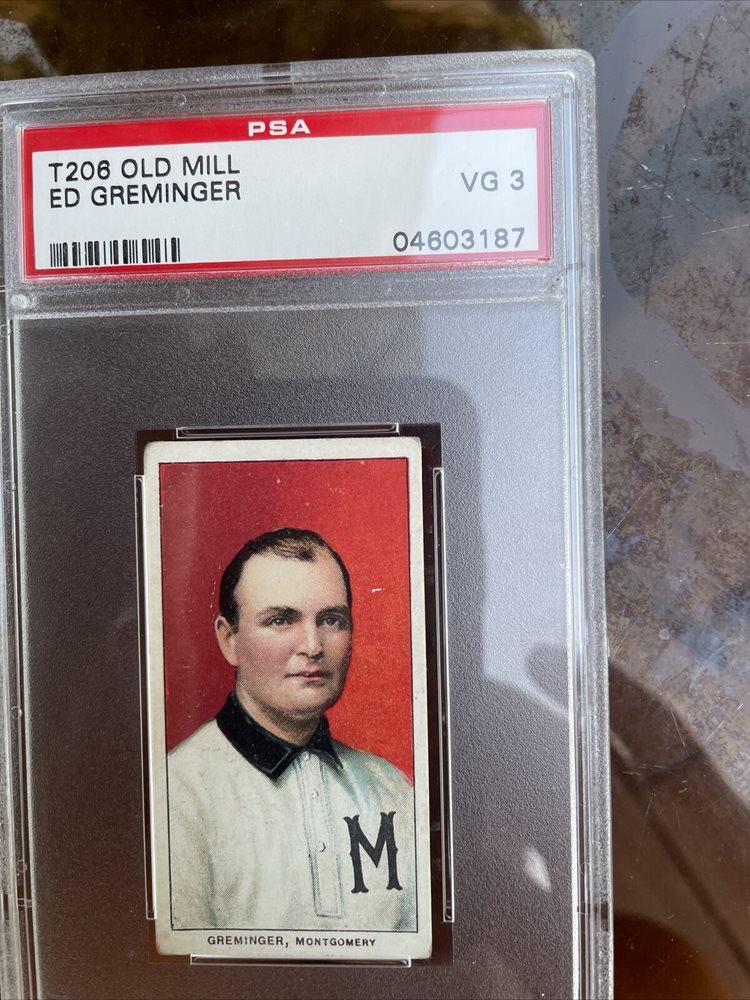 PSA
T206 OLD MILL
ED GREMINGER
VG 3
04603187
M
GREMINGER, MONTGOMERY